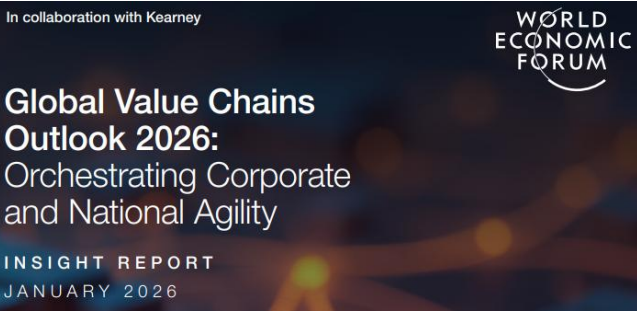 In collaboration with Kearney
WORLD
ECONOMIC
FORUM
Global Value Chains
Outlook 2026:
Orchestrating Corporate
and National Agility
INSIGHT REPORT
JANUARY 2026